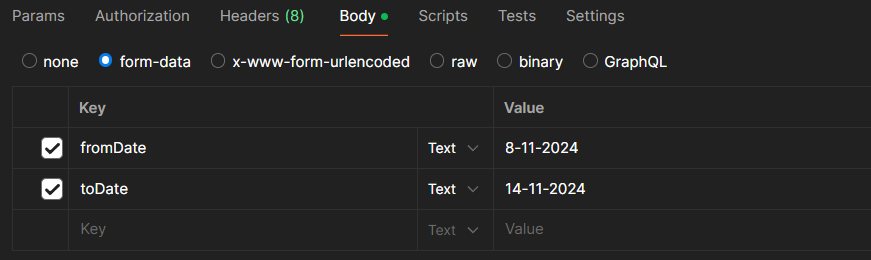 Params Authorization Headers (8) Body Scripts Tests Settings
none form-data x-www-form-urlencoded raw binary GraphQL
Key Value
fromDate Text 8-11-2024
toDate Text 14-11-2024
Key Text Value